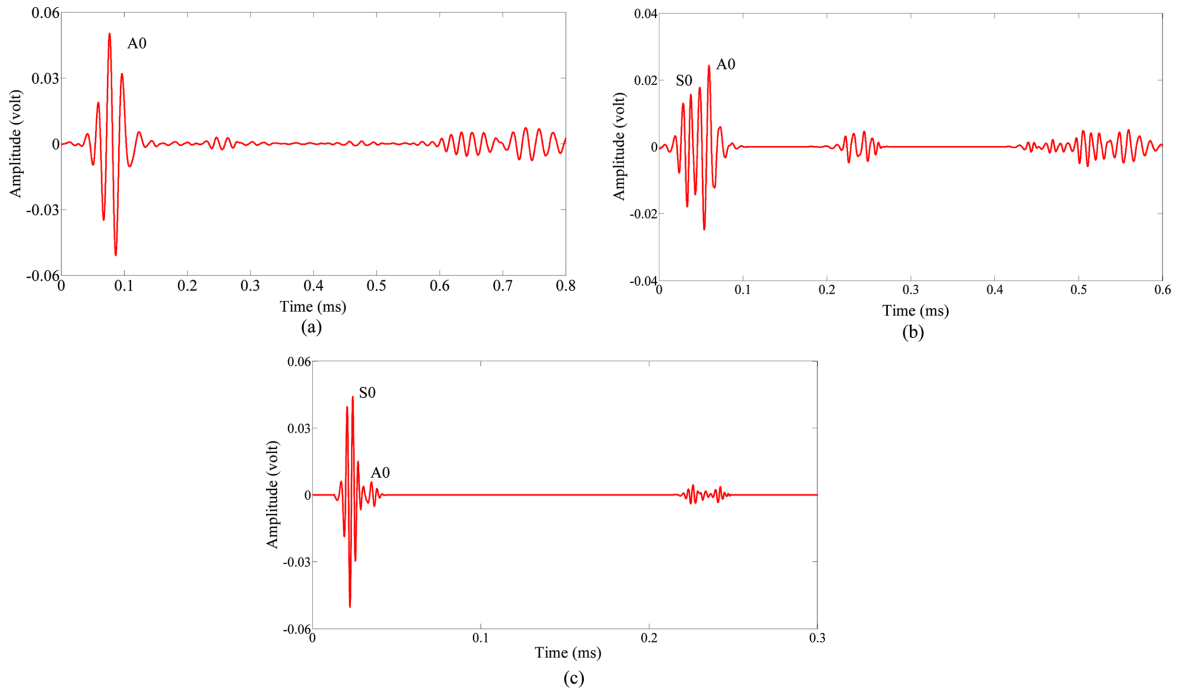 0.06
0.03
0
-0.03
-0.06
Amplitude (volt)
A0
0 0.1 0.2 0.3 0.4 0.5 0.6 0.7 0.8
Time (ms)
(a)
0.04
0.02
0
-0.02
-0.04
Amplitude (volt)
S0
A0
0 0.1 0.2 0.3 0.4 0.5 0.6
Time (ms)
(b)
0.06
0.03
0
-0.03
-0.06
Amplitude (volt)
S0
A0
0 0.1 0.2 0.3
Time (ms)
(c)